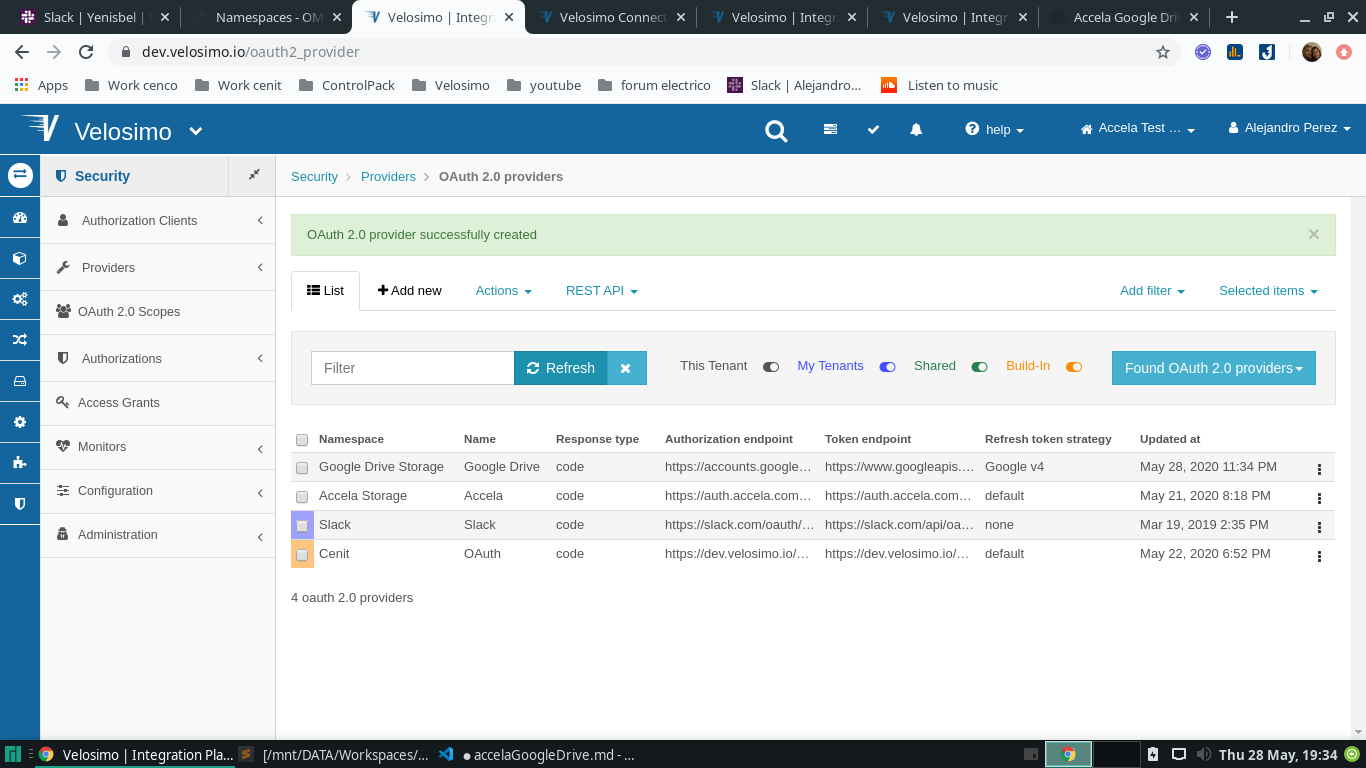 Slack | Yenisbel | Namespaces - OM Velosimo | Integr Velosimo Connect Velosimo | Integr Velosimo | Integr Accela Google Driv
dev.velosimo.io/oauth2_provider
Apps Work cenco Work cenit ControlPack Velosimo youtube forum electrico Slack | Alejandro... Listen to music
Velosimo help Accela Test ... Alejandro Perez
Security Security Providers OAuth 2.0 providers
Authorization Clients
Providers
OAuth 2.0 Scopes
Authorizations
Access Grants
Monitors
Configuration
Administration
OAuth 2.0 provider successfully created ×
List Add new Actions REST API Add filter Selected items
Filter Refresh This Tenant My Tenants Shared Build-In Found OAuth 2.0 providers
Namespace Name Response type Authorization endpoint Token endpoint Refresh token strategy Updated at
Google Drive Storage Google Drive code https://accounts.google... https://www.googleapis.... Google v4 May 28, 2020 11:34 PM
Accela Storage Accela code https://auth.accela.com... https://auth.accela.com... default May 21, 2020 8:18 PM
Slack Slack code https://slack.com/oauth/... https://slack.com/api/oa... none Mar 19, 2019 2:35 PM
Cenit OAuth code https://dev.velosimo.io/... https://dev.velosimo.io/... default May 22, 2020 6:52 PM
4 oauth 2.0 providers
Velosimo | Integration Pla... [/mnt/DATA/Workspaces/... ● accelaGoogleDrive.md - ... Thu 28 May, 19:34